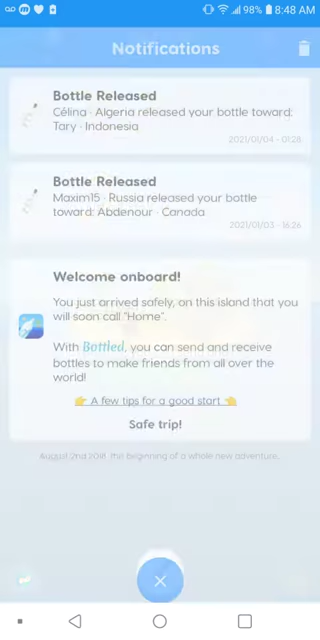 98% 8:48 AM
Notifications
Bottle Released
Célina · Algeria released your bottle toward:
Tary · Indonesia
2021/01/04 - 01:28
Bottle Released
Maxim15 · Russia released your bottle
toward: Abdenour · Canada
2021/01/03 - 16:26
Welcome onboard!
You just arrived safely, on this island that you
will soon call "Home".
With Bottled, you can send and receive
bottles to make friends from all over the
world!
👉 A few tips for a good start 👈
Safe trip!
August 2nd 2018, the beginning of a whole new adventure.